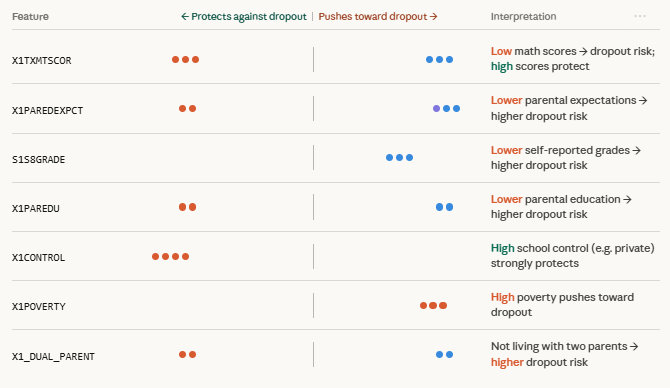 Feature ← Protects against dropout | Pushes toward dropout → Interpretation ...
X1TXMTSCOR
Low math scores → dropout risk;
high scores protect
X1PAREDEXPCT
Lower parental expectations →
higher dropout risk
S1S8GRADE
Lower self-reported grades →
higher dropout risk
X1PAREDU
Lower parental education →
higher dropout risk
X1CONTROL
High school control (e.g. private)
strongly protects
X1POVERTY
High poverty pushes toward
dropout
X1_DUAL_PARENT
Not living with two parents →
higher dropout risk